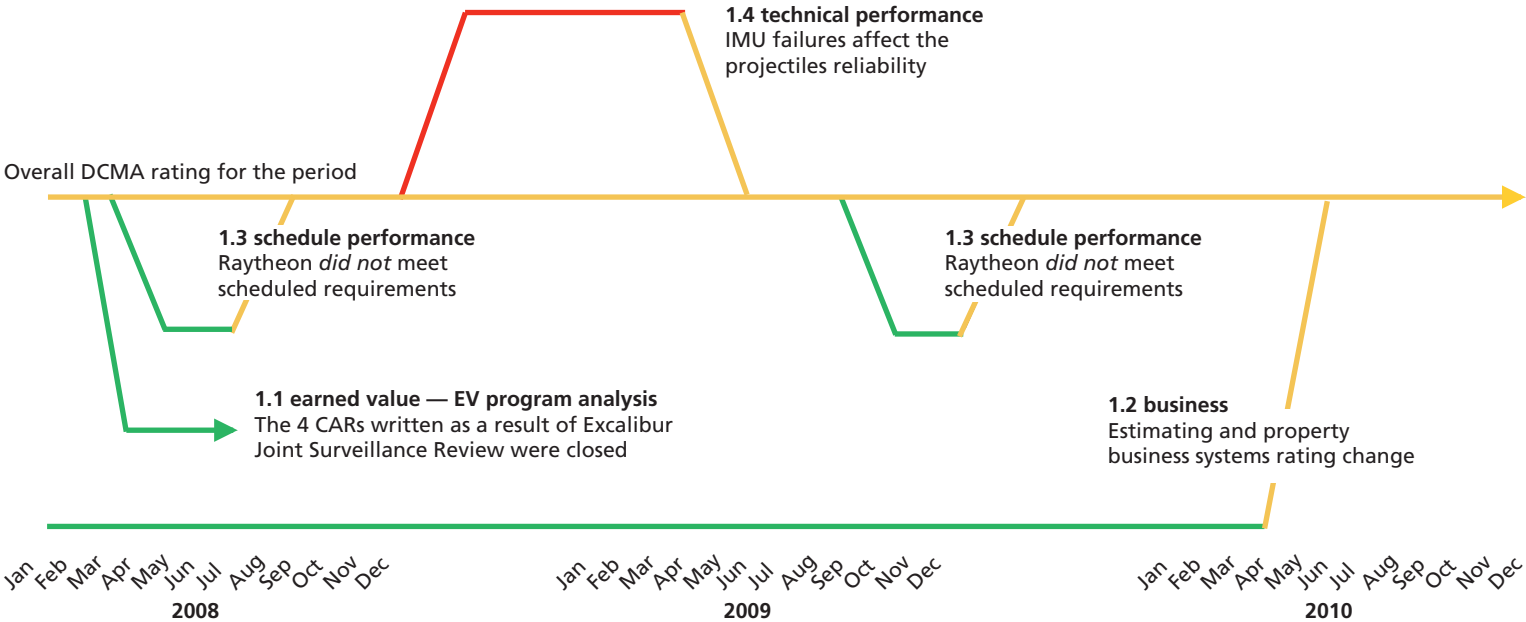 1.4 technical performance
IMU failures affect the
projectiles reliability
Overall DCMA rating for the period
1.3 schedule performance
Raytheon did not meet
scheduled requirements
1.3 schedule performance
Raytheon did not meet
scheduled requirements
1.1 earned value — EV program analysis
The 4 CARs written as a result of Excalibur
Joint Surveillance Review were closed
1.2 business
Estimating and property
business systems rating change
Jan Feb Mar Apr May Jun Jul Aug Sep Oct Nov Dec
2008
Jan Feb Mar Apr May Jun Jul Aug Sep Oct Nov Dec
2009
Jan Feb Mar Apr May Jun Jul Aug Sep Oct Nov Dec
2010